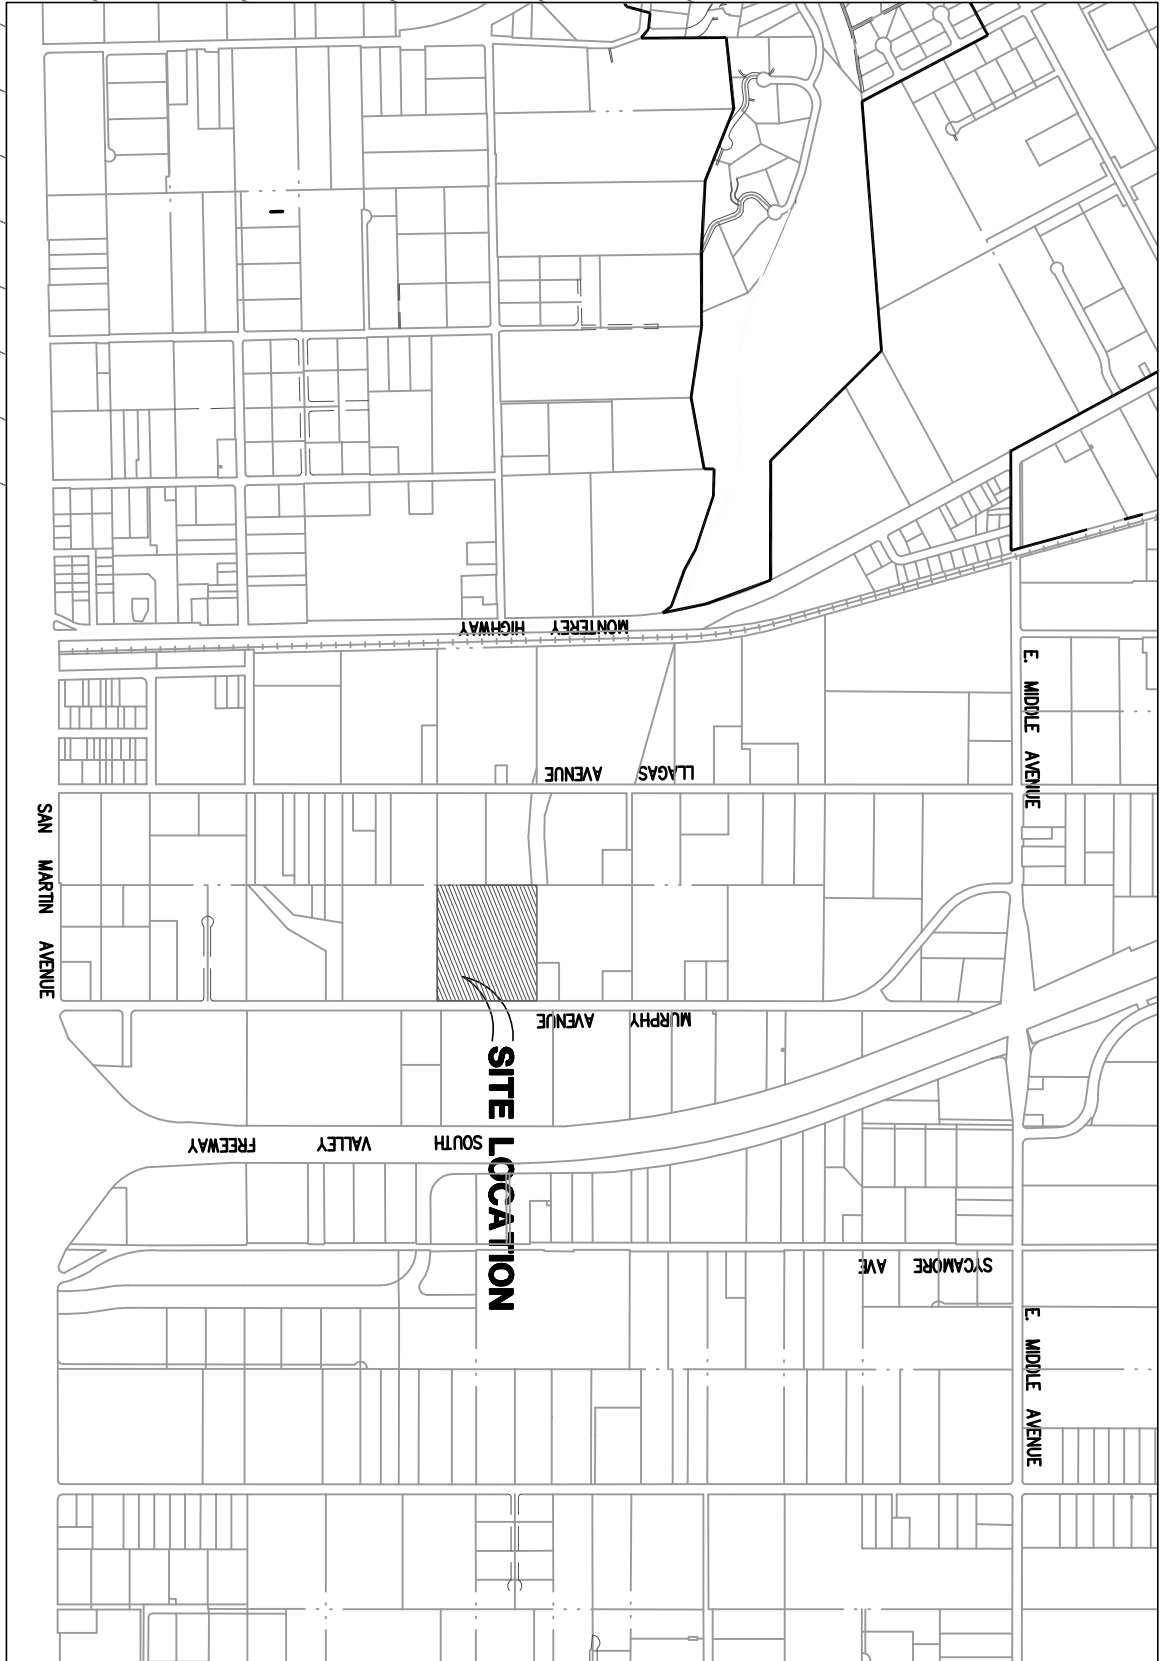 MONTEREY HIGHWAY
E. MIDDLE AVENUE
LLAGAS AVENUE
SAN MARTIN AVENUE
MURPHY AVENUE
SITE LOCATION
SOUTH VALLEY FREEWAY
SYCAMORE AVE
E. MIDDLE AVENUE